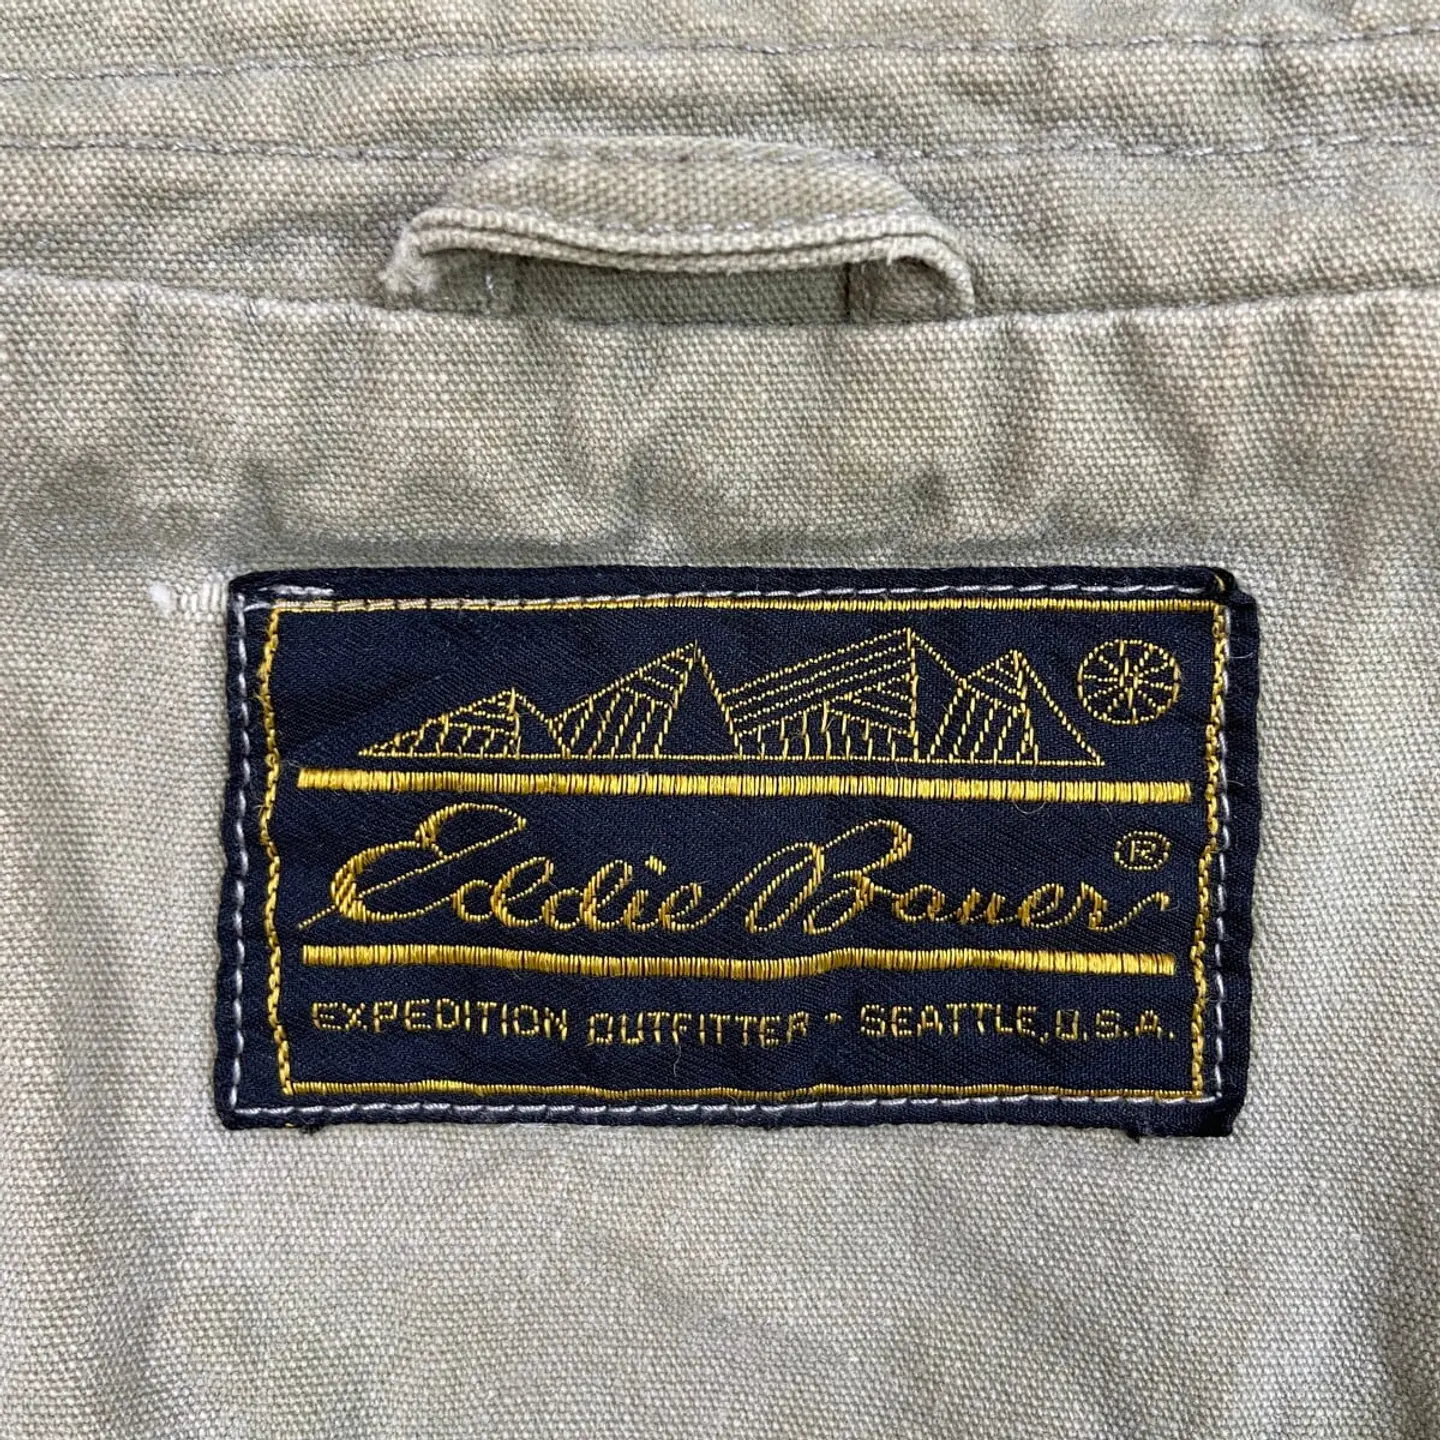 Eddie Bauer ®
EXPEDITION OUTFITTER · SEATTLE, U.S.A.